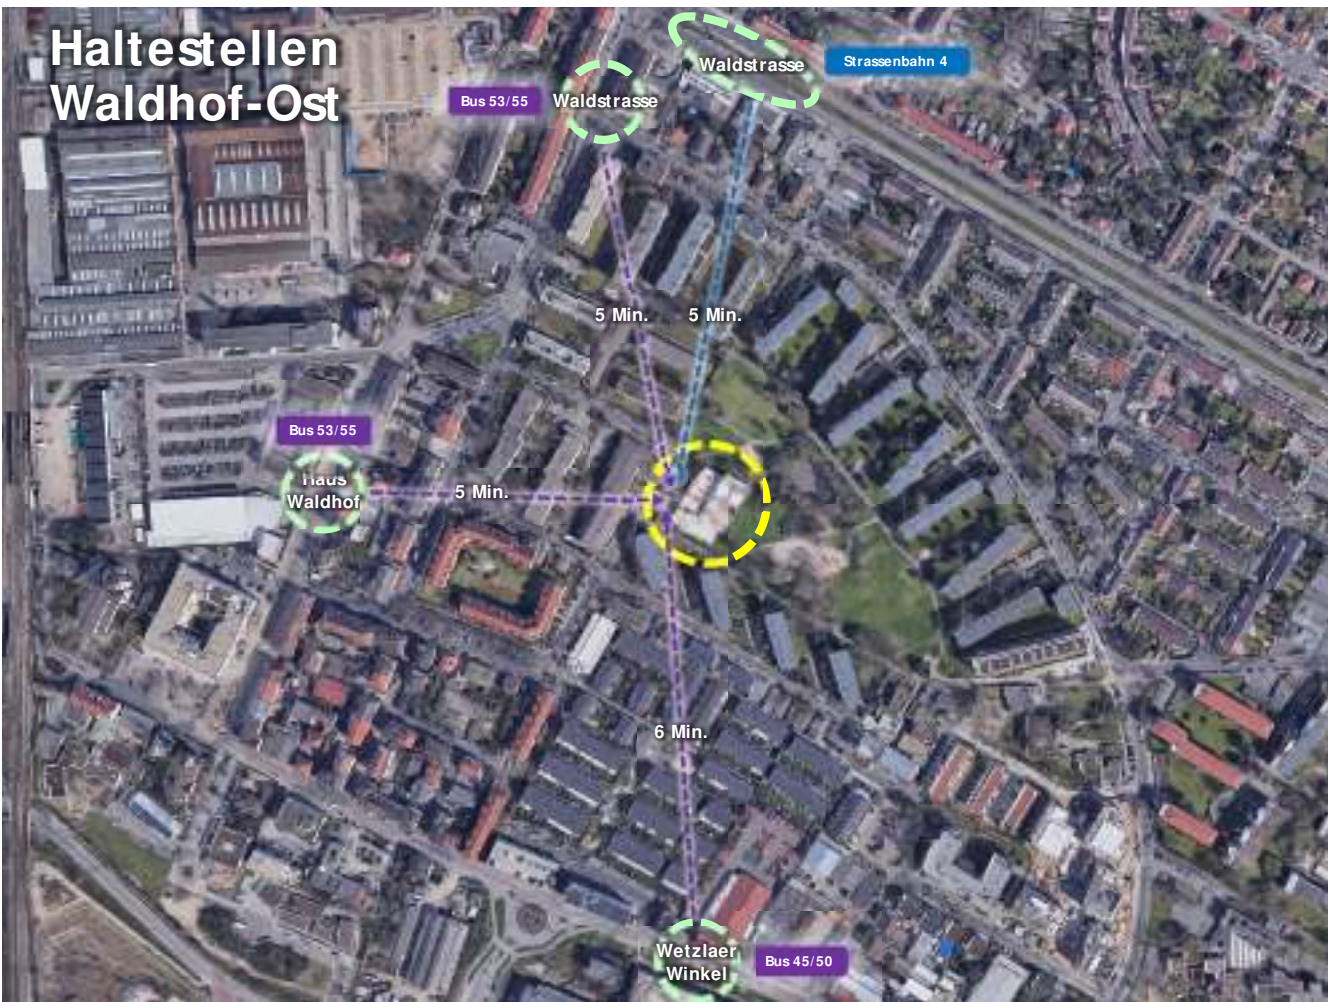 Haltestellen
Waldhof-Ost
Waldstrasse
Strassenbahn 4
Bus 53/55
Waldstrasse
5 Min.
5 Min.
Bus 53/55
Haus
Waldhof
5 Min.
6 Min.
Wetzlaer
Winkel
Bus 45/50